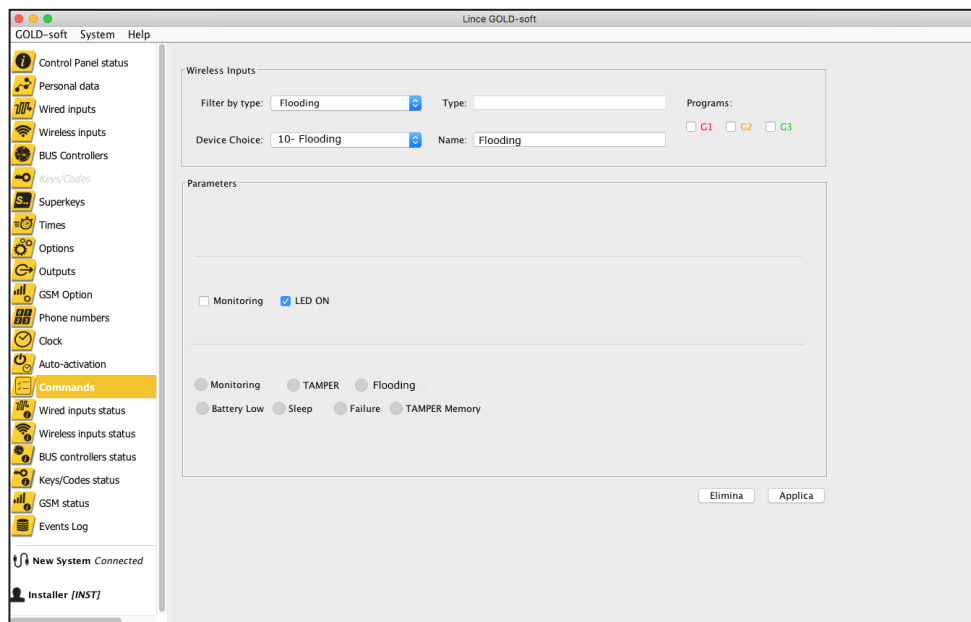 Lince GOLD-soft
GOLD-soft System Help
Control Panel status
Personal data
Wired inputs
Wireless inputs
BUS Controllers
Keys/Codes
Superkeys
Times
Options
Outputs
GSM Option
Phone numbers
Clock
Auto-activation
Commands
Wired inputs status
Wireless inputs status
BUS controllers status
Keys/Codes status
GSM status
Events Log
New System Connected
Installer [INST]
Wireless Inputs
Filter by type: Flooding Type: Programs:
G1 G2 G3
Device Choice: 10- Flooding Name: Flooding
Parameters
Monitoring LED ON
Monitoring TAMPER Flooding
Battery Low Sleep Failure TAMPER Memory
Elimina Applica